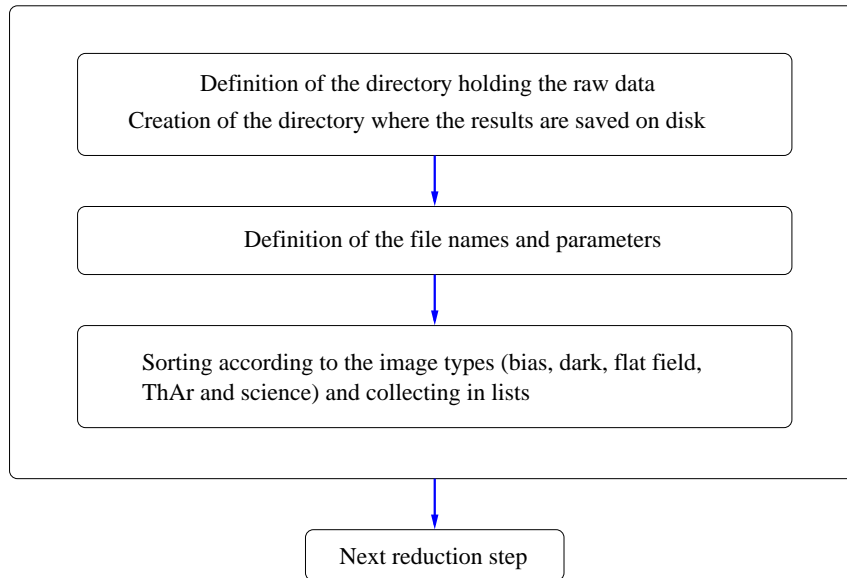 Definition of the directory holding the raw data
Creation of the directory where the results are saved on disk
Definition of the file names and parameters
Sorting according to the image types (bias, dark, flat field,
ThAr and science) and collecting in lists
Next reduction step